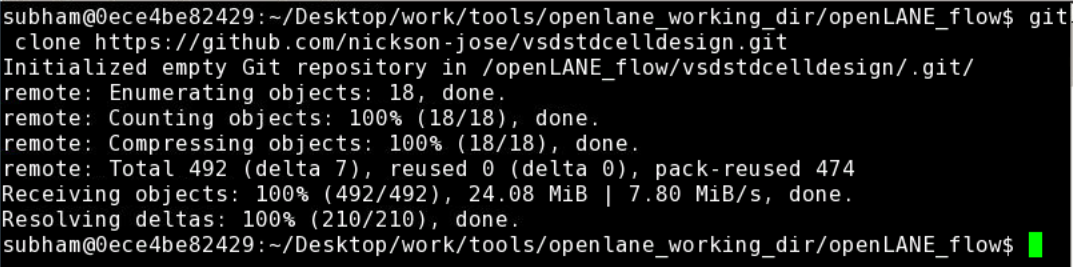 subham@0ece4be82429:~/Desktop/work/tools/openlane_working_dir/openLANE_flow$ git
clone https://github.com/nickson-jose/vsdstdcelldesign.git
Initialized empty Git repository in /openLANE_flow/vsdstdcelldesign/.git/
remote: Enumerating objects: 18, done.
remote: Counting objects: 100% (18/18), done.
remote: Compressing objects: 100% (18/18), done.
remote: Total 492 (delta 7), reused 0 (delta 0), pack-reused 474
Receiving objects: 100% (492/492), 24.08 MiB | 7.80 MiB/s, done.
Resolving deltas: 100% (210/210), done.
subham@0ece4be82429:~/Desktop/work/tools/openlane_working_dir/openLANE_flow$